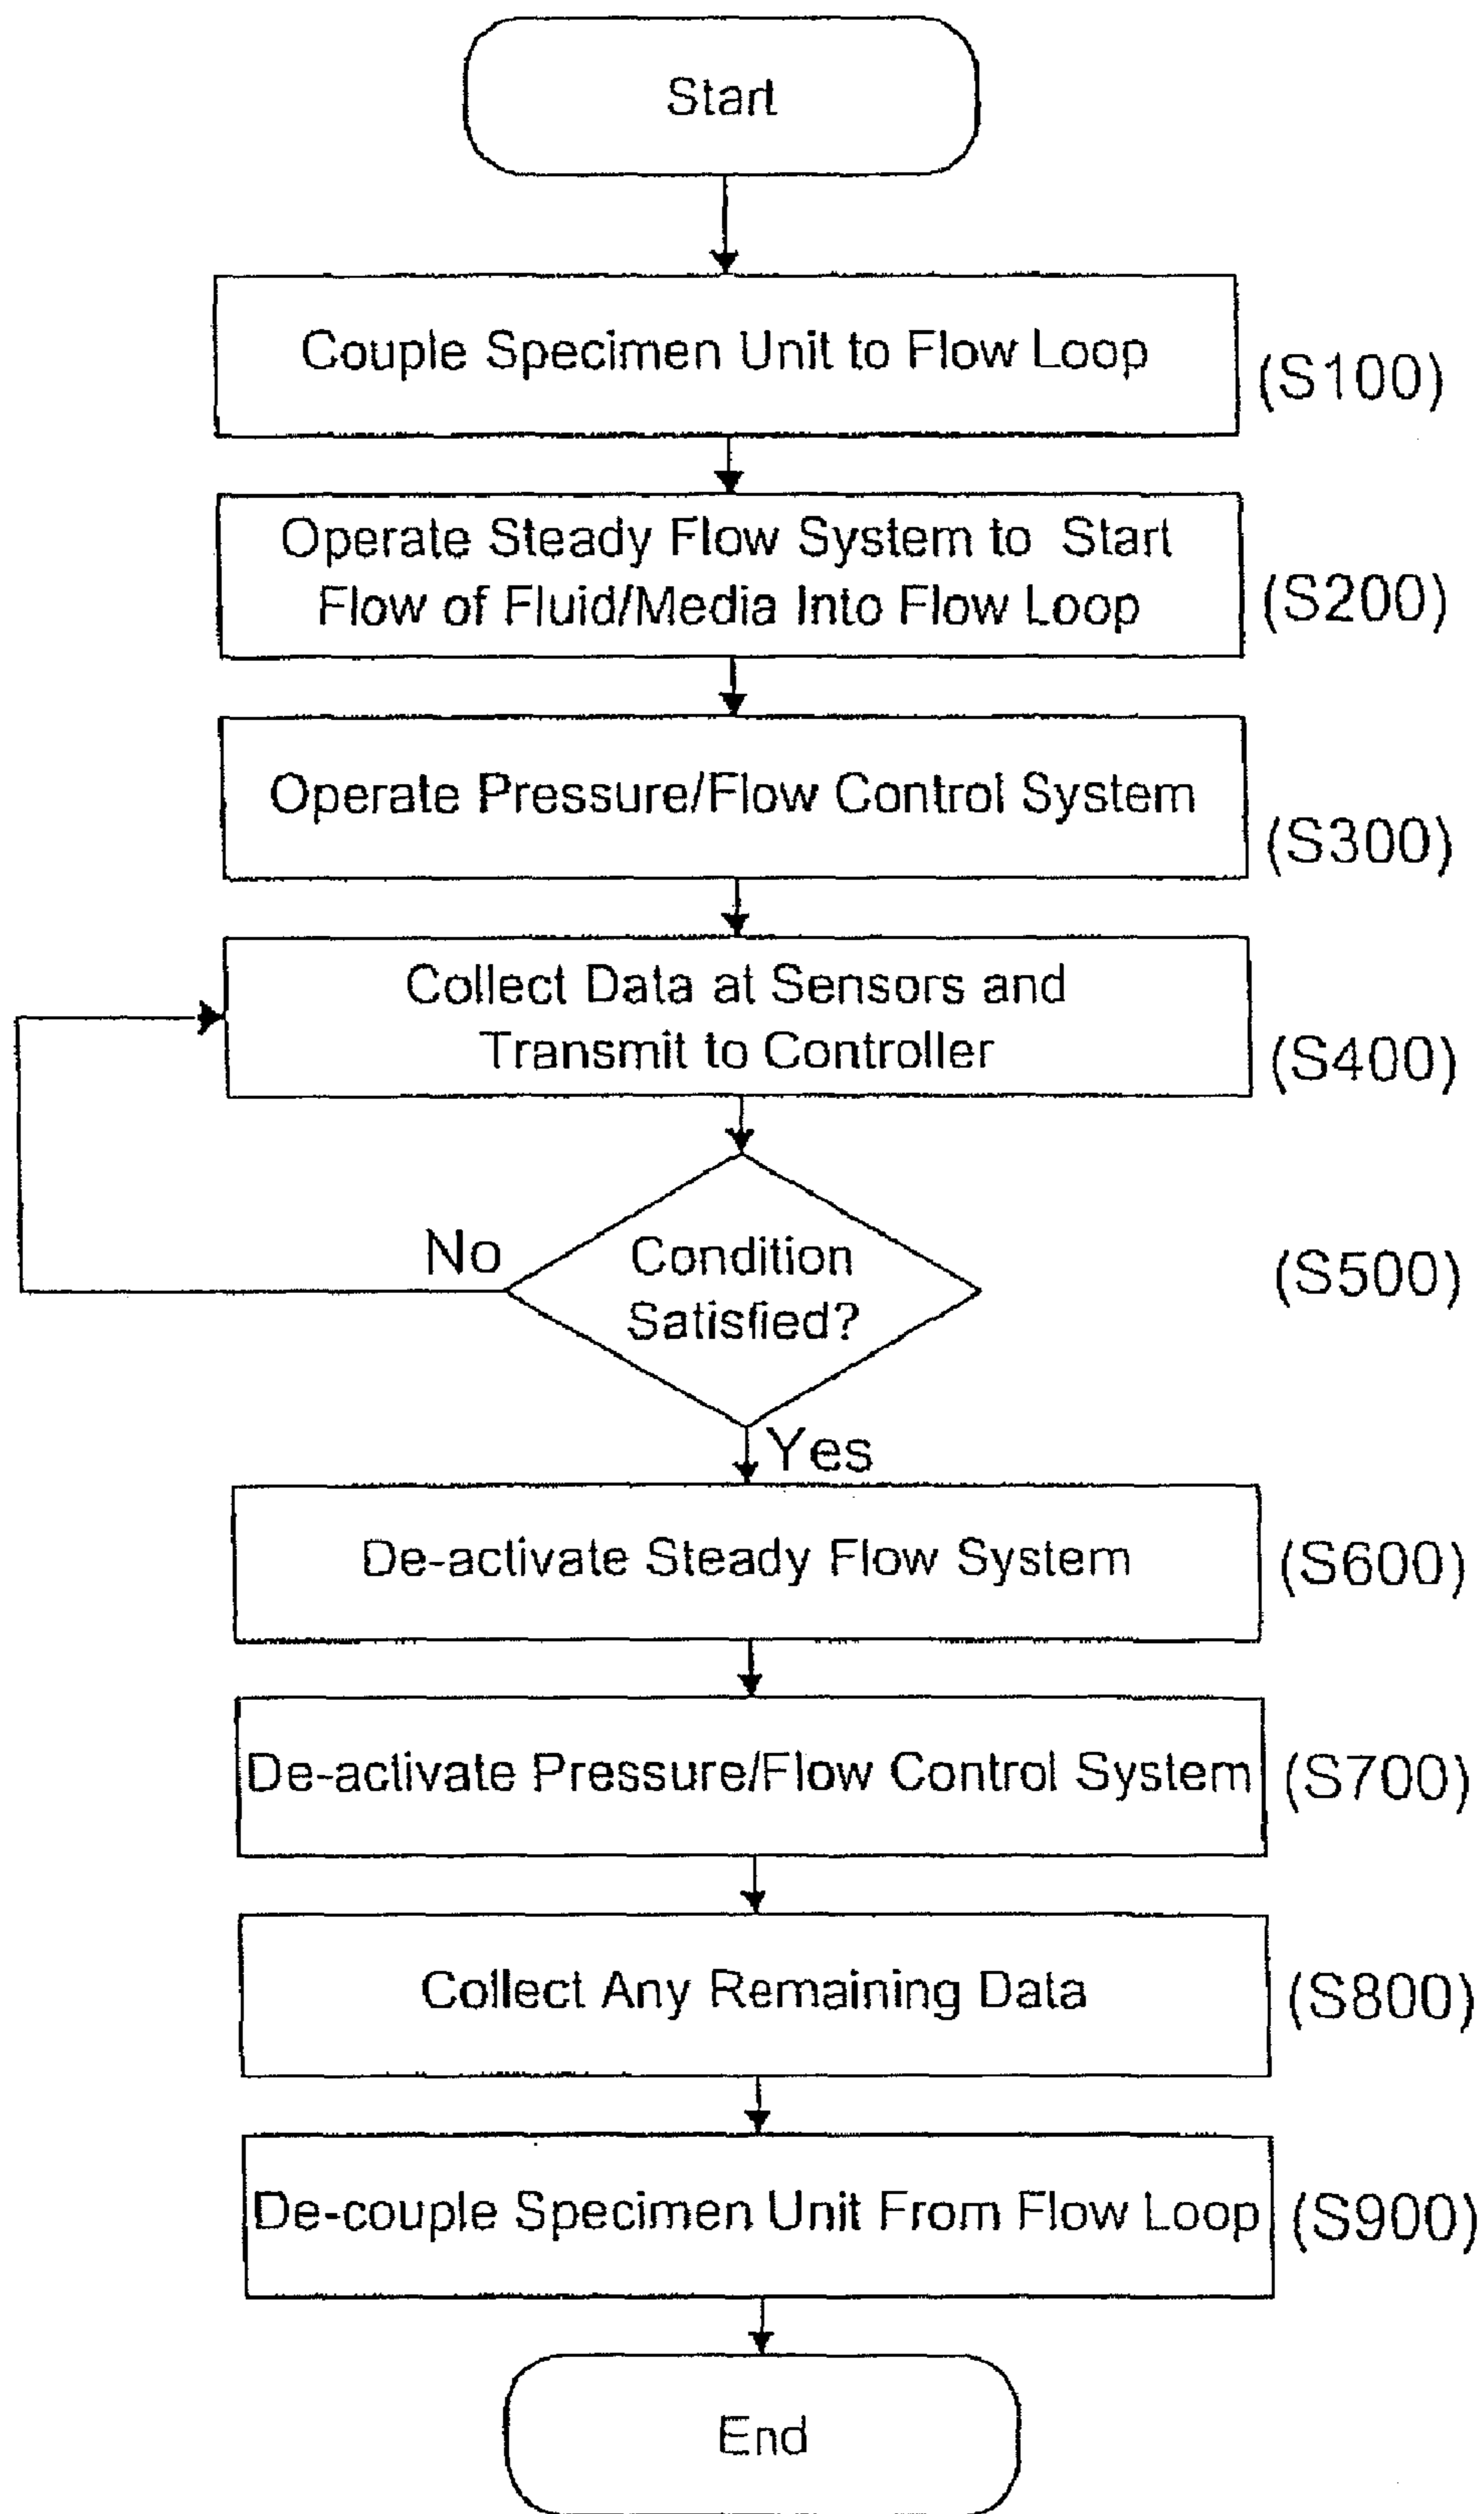 Start
Couple Specimen Unit to Flow Loop
(S100)
Operate Steady Flow System to Start
Flow of Fluid/Media Into Flow Loop
(S200)
Operate Pressure/Flow Control System
(S300)
Collect Data at Sensors and
Transmit to Controller
(S400)
No
Condition
Satisfied?
(S500)
Yes
De-activate Steady Flow System
(S600)
De-activate Pressure/Flow Control System
(S700)
Collect Any Remaining Data
(S800)
De-couple Specimen Unit From Flow Loop
(S900)
End